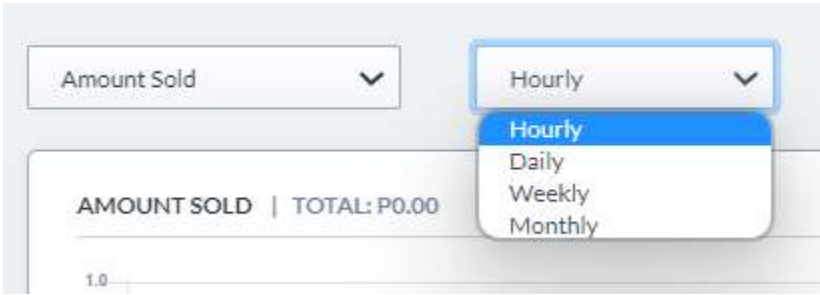 Amount Sold
Hourly
Hourly
Daily
Weekly
Monthly
AMOUNT SOLD | TOTAL: P0.00
1.0